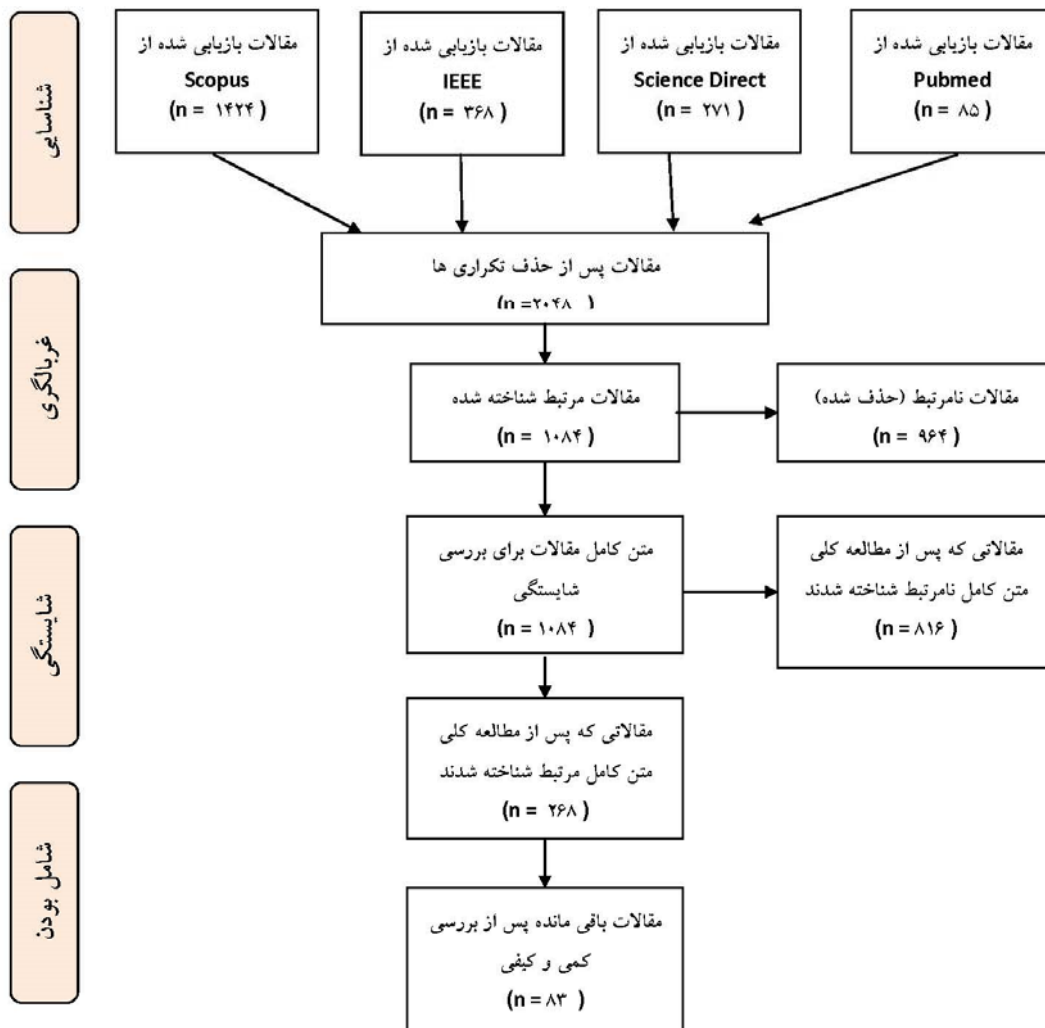 شناسایی
مقالات بازیابی شده از
Scopus
(n = ۱۴۲۴)
مقالات بازیابی شده از
IEEE
(n = ۳۶۸)
مقالات بازیابی شده از
Science Direct
(n = ۲۷۱)
مقالات بازیابی شده از
Pubmed
(n = ۸۵)
مقالات پس از حذف تکراری ها
(n =۲۰۴۸)
غربالگری
مقالات مرتبط شناخته شده
(n = ۱۰۸۴)
مقالات نامرتبط (حذف شده)
(n = ۹۶۴)
شایستگی
متن کامل مقالات برای بررسی
شایستگی
(n = ۱۰۸۴)
مقالاتی که پس از مطالعه کلی
متن کامل نامرتبط شناخته شدند
(n = ۸۱۶)
مقالاتی که پس از مطالعه کلی
متن کامل مرتبط شناخته شدند
(n = ۲۶۸)
شامل بودن
مقالات باقی مانده پس از بررسی
کمی و کیفی
(n = ۸۳)